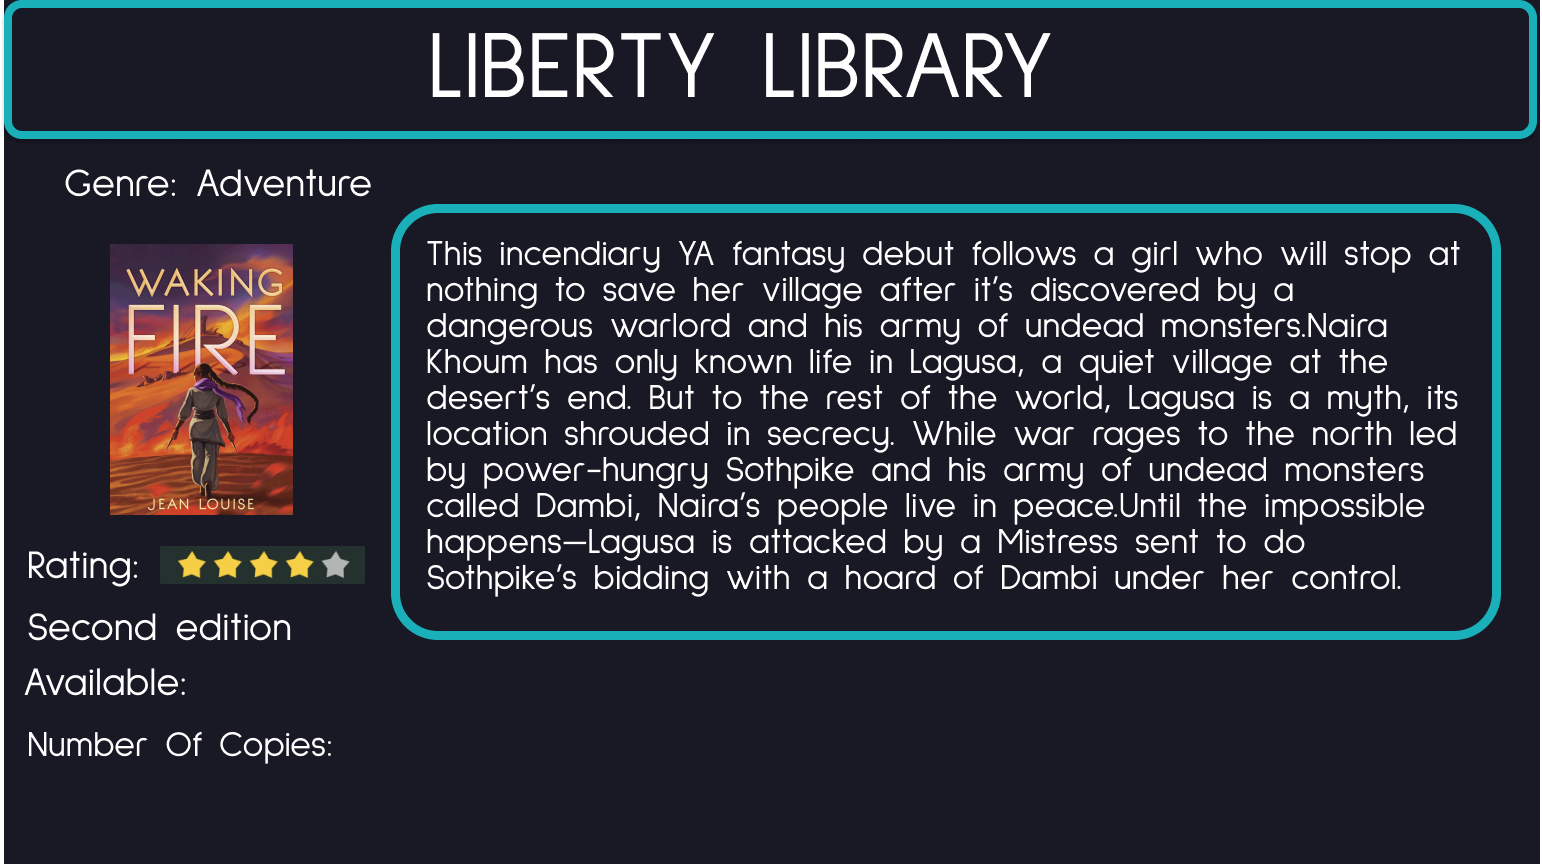 LIBERTY LIBRARY
Genre: Adventure
WAKING
FIRE
JEAN LOUISE
This incendiary YA fantasy debut follows a girl who will stop at
nothing to save her village after it’s discovered by a
dangerous warlord and his army of undead monsters.Naira
Khoum has only known life in Lagusa, a quiet village at the
desert’s end. But to the rest of the world, Lagusa is a myth, its
location shrouded in secrecy. While war rages to the north led
by power-hungry Sothpike and his army of undead monsters
called Dambi, Naira’s people live in peace.Until the impossible
happens—Lagusa is attacked by a Mistress sent to do
Sothpike’s bidding with a hoard of Dambi under her control.
Rating:
Second edition
Available:
Number Of Copies: